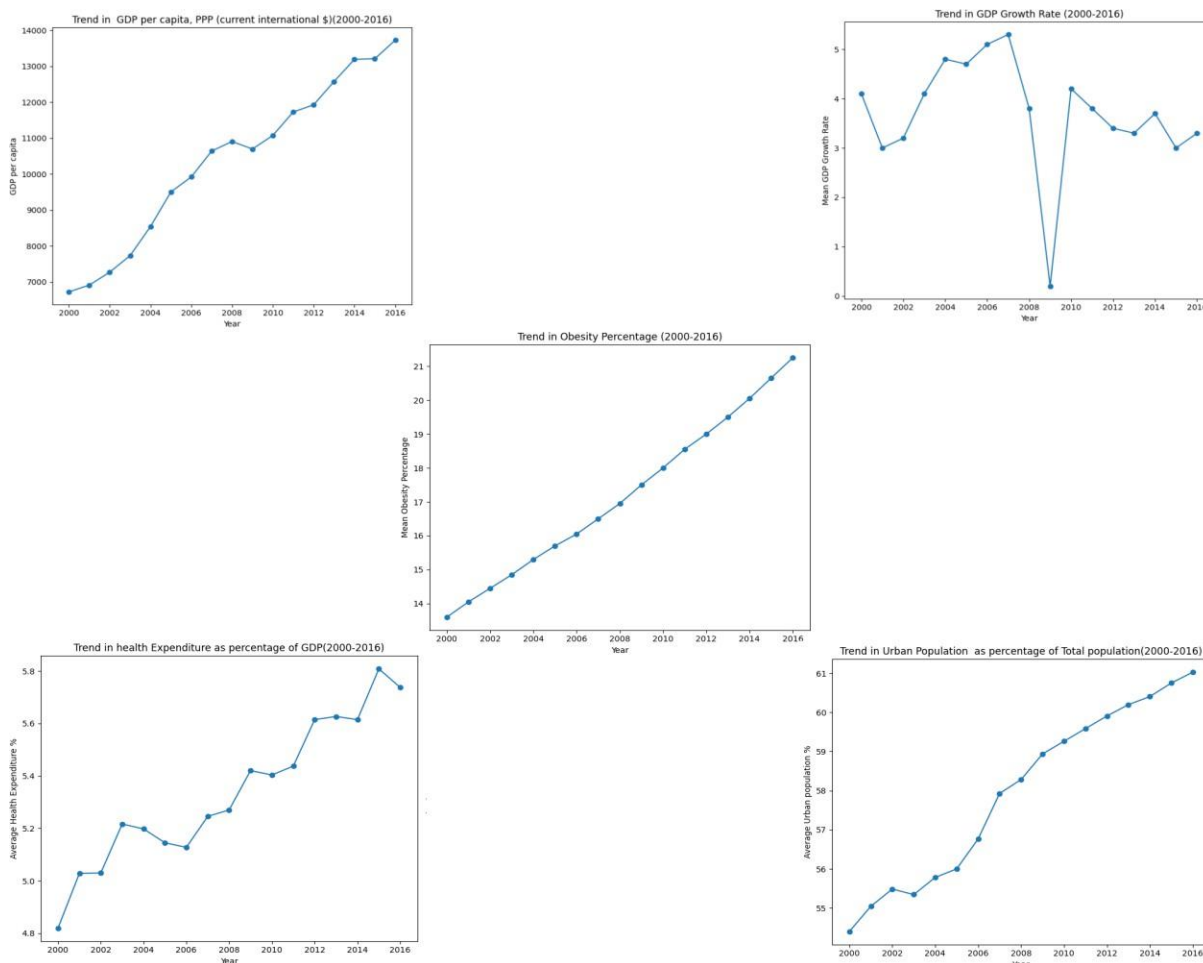 Trend in GDP per capita, PPP (current international $)(2000-2016)
14000
13000
12000
11000
10000
9000
8000
7000
GDP per capita
2000 2002 2004 2006 2008 2010 2012 2014 2016
Year
Trend in GDP Growth Rate (2000-2016)
5
4
3
2
1
0
Mean GDP Growth Rate
2000 2002 2004 2006 2008 2010 2012 2014 2016
Year
Trend in Obesity Percentage (2000-2016)
21
20
19
18
17
16
15
14
Mean Obesity Percentage
2000 2002 2004 2006 2008 2010 2012 2014 2016
Year
Trend in health Expenditure as percentage of GDP(2000-2016)
5.8
5.6
5.4
5.2
5.0
4.8
Average Health Expenditure %
2000 2002 2004 2006 2008 2010 2012 2014 2016
Year
Trend in Urban Population as percentage of Total population(2000-2016)
61
60
59
58
57
56
55
Average Urban population %
2000 2002 2004 2006 2008 2010 2012 2014 2016
Year